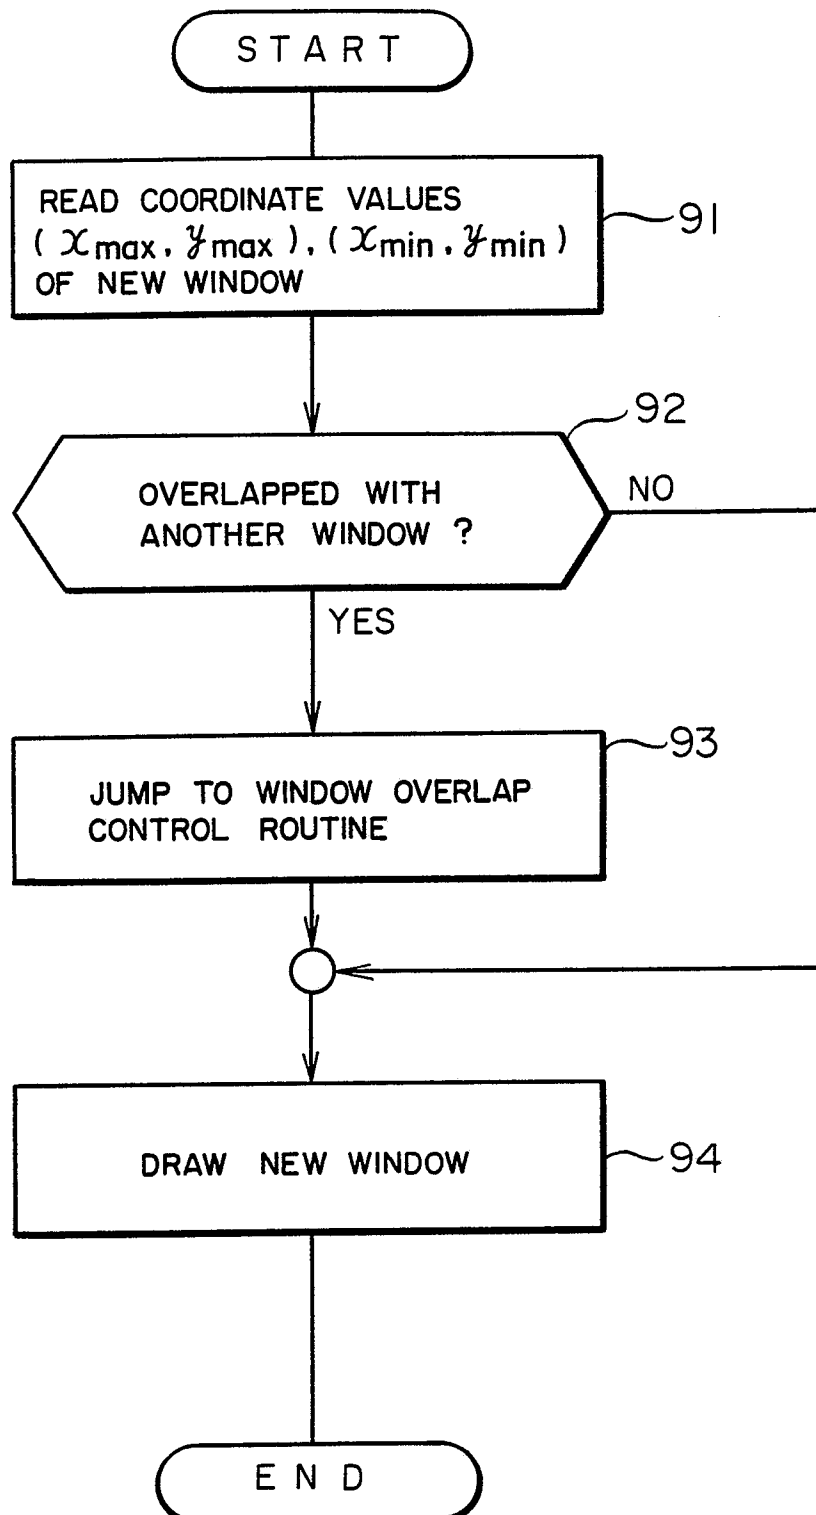 START
READ COORDINATE VALUES
(xmax, ymax), (xmin, ymin)
OF NEW WINDOW
91
92
OVERLAPPED WITH
ANOTHER WINDOW ?
NO
YES
93
JUMP TO WINDOW OVERLAP
CONTROL ROUTINE
DRAW NEW WINDOW
94
END